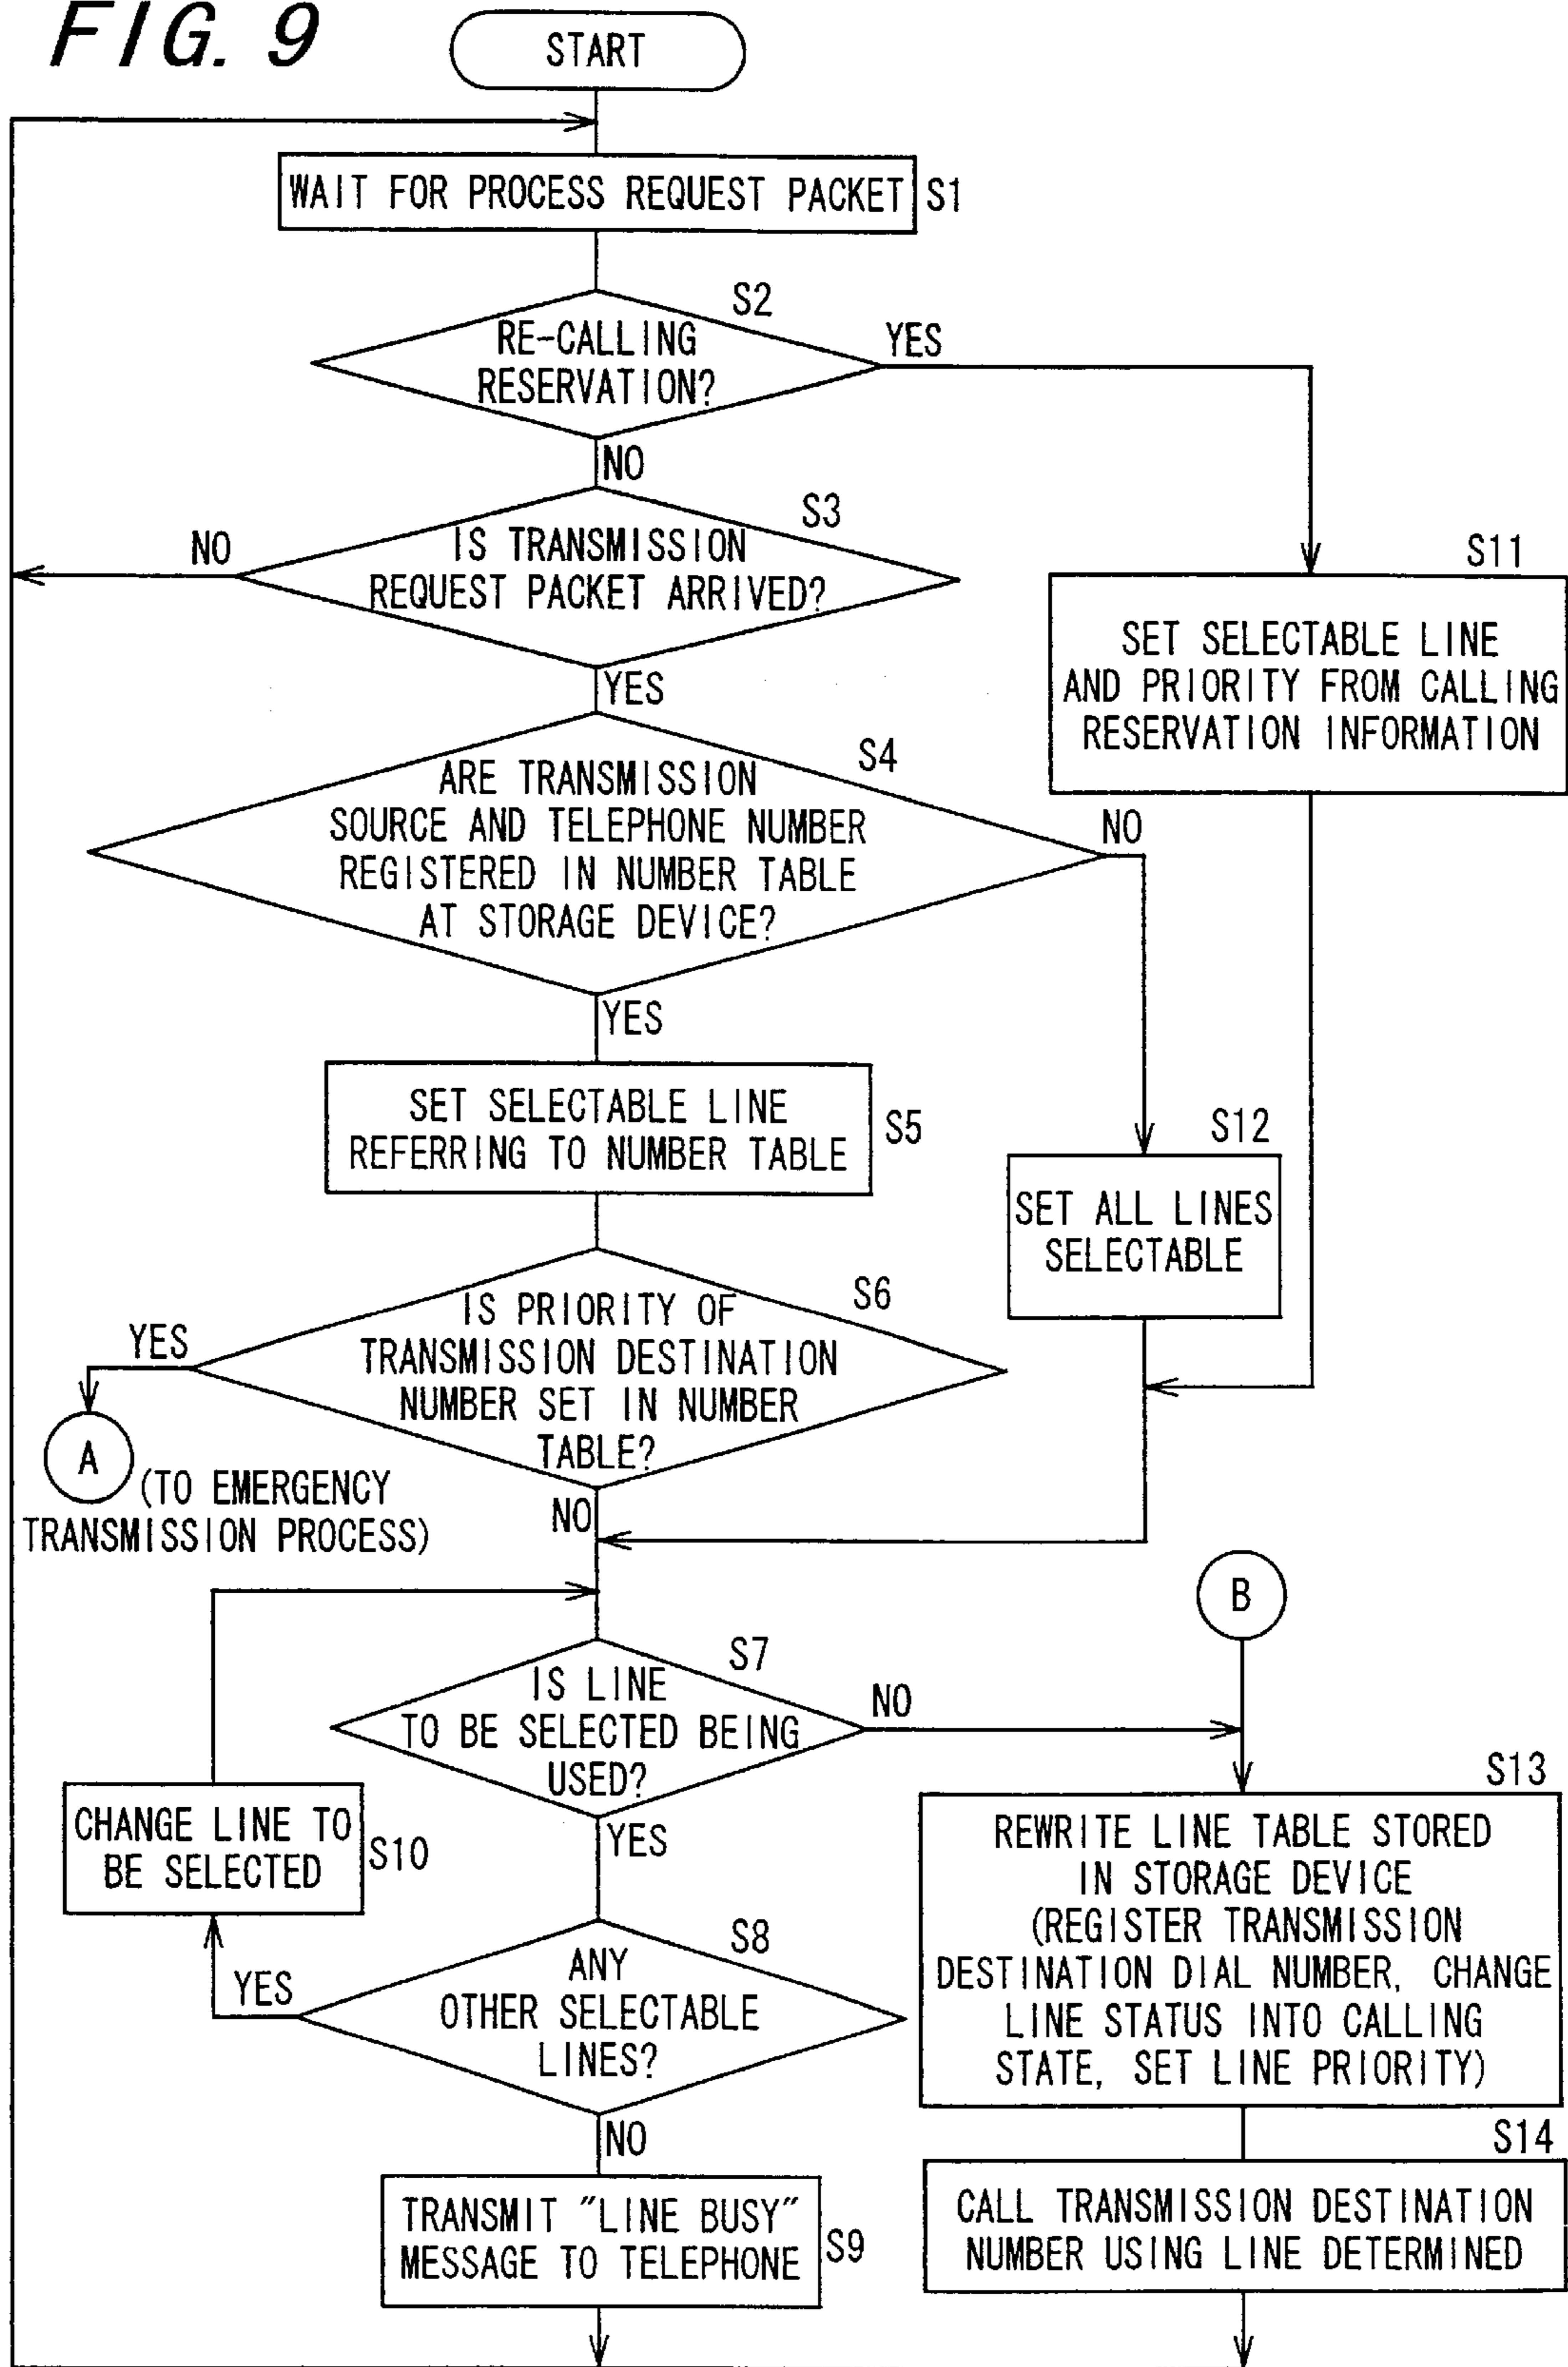 FIG. 9
START
WAIT FOR PROCESS REQUEST PACKET
S1
S2
RE-CALLING
RESERVATION?
YES
NO
S3
IS TRANSMISSION
REQUEST PACKET ARRIVED?
NO
YES
S11
SET SELECTABLE LINE
AND PRIORITY FROM CALLING
RESERVATION INFORMATION
S4
ARE TRANSMISSION
SOURCE AND TELEPHONE NUMBER
REGISTERED IN NUMBER TABLE
AT STORAGE DEVICE?
NO
YES
SET SELECTABLE LINE
REFERRING TO NUMBER TABLE
S5
S12
SET ALL LINES
SELECTABLE
S6
IS PRIORITY OF
TRANSMISSION DESTINATION
NUMBER SET IN NUMBER
TABLE?
YES
A
(TO EMERGENCY
TRANSMISSION PROCESS)
NO
B
S7
IS LINE
TO BE SELECTED BEING
USED?
NO
YES
CHANGE LINE TO
BE SELECTED
S10
S13
REWRITE LINE TABLE STORED
IN STORAGE DEVICE
(REGISTER TRANSMISSION
DESTINATION DIAL NUMBER, CHANGE
LINE STATUS INTO CALLING
STATE, SET LINE PRIORITY)
S8
ANY
OTHER SELECTABLE
LINES?
YES
NO
S14
CALL TRANSMISSION DESTINATION
NUMBER USING LINE DETERMINED
TRANSMIT "LINE BUSY"
MESSAGE TO TELEPHONE
S9